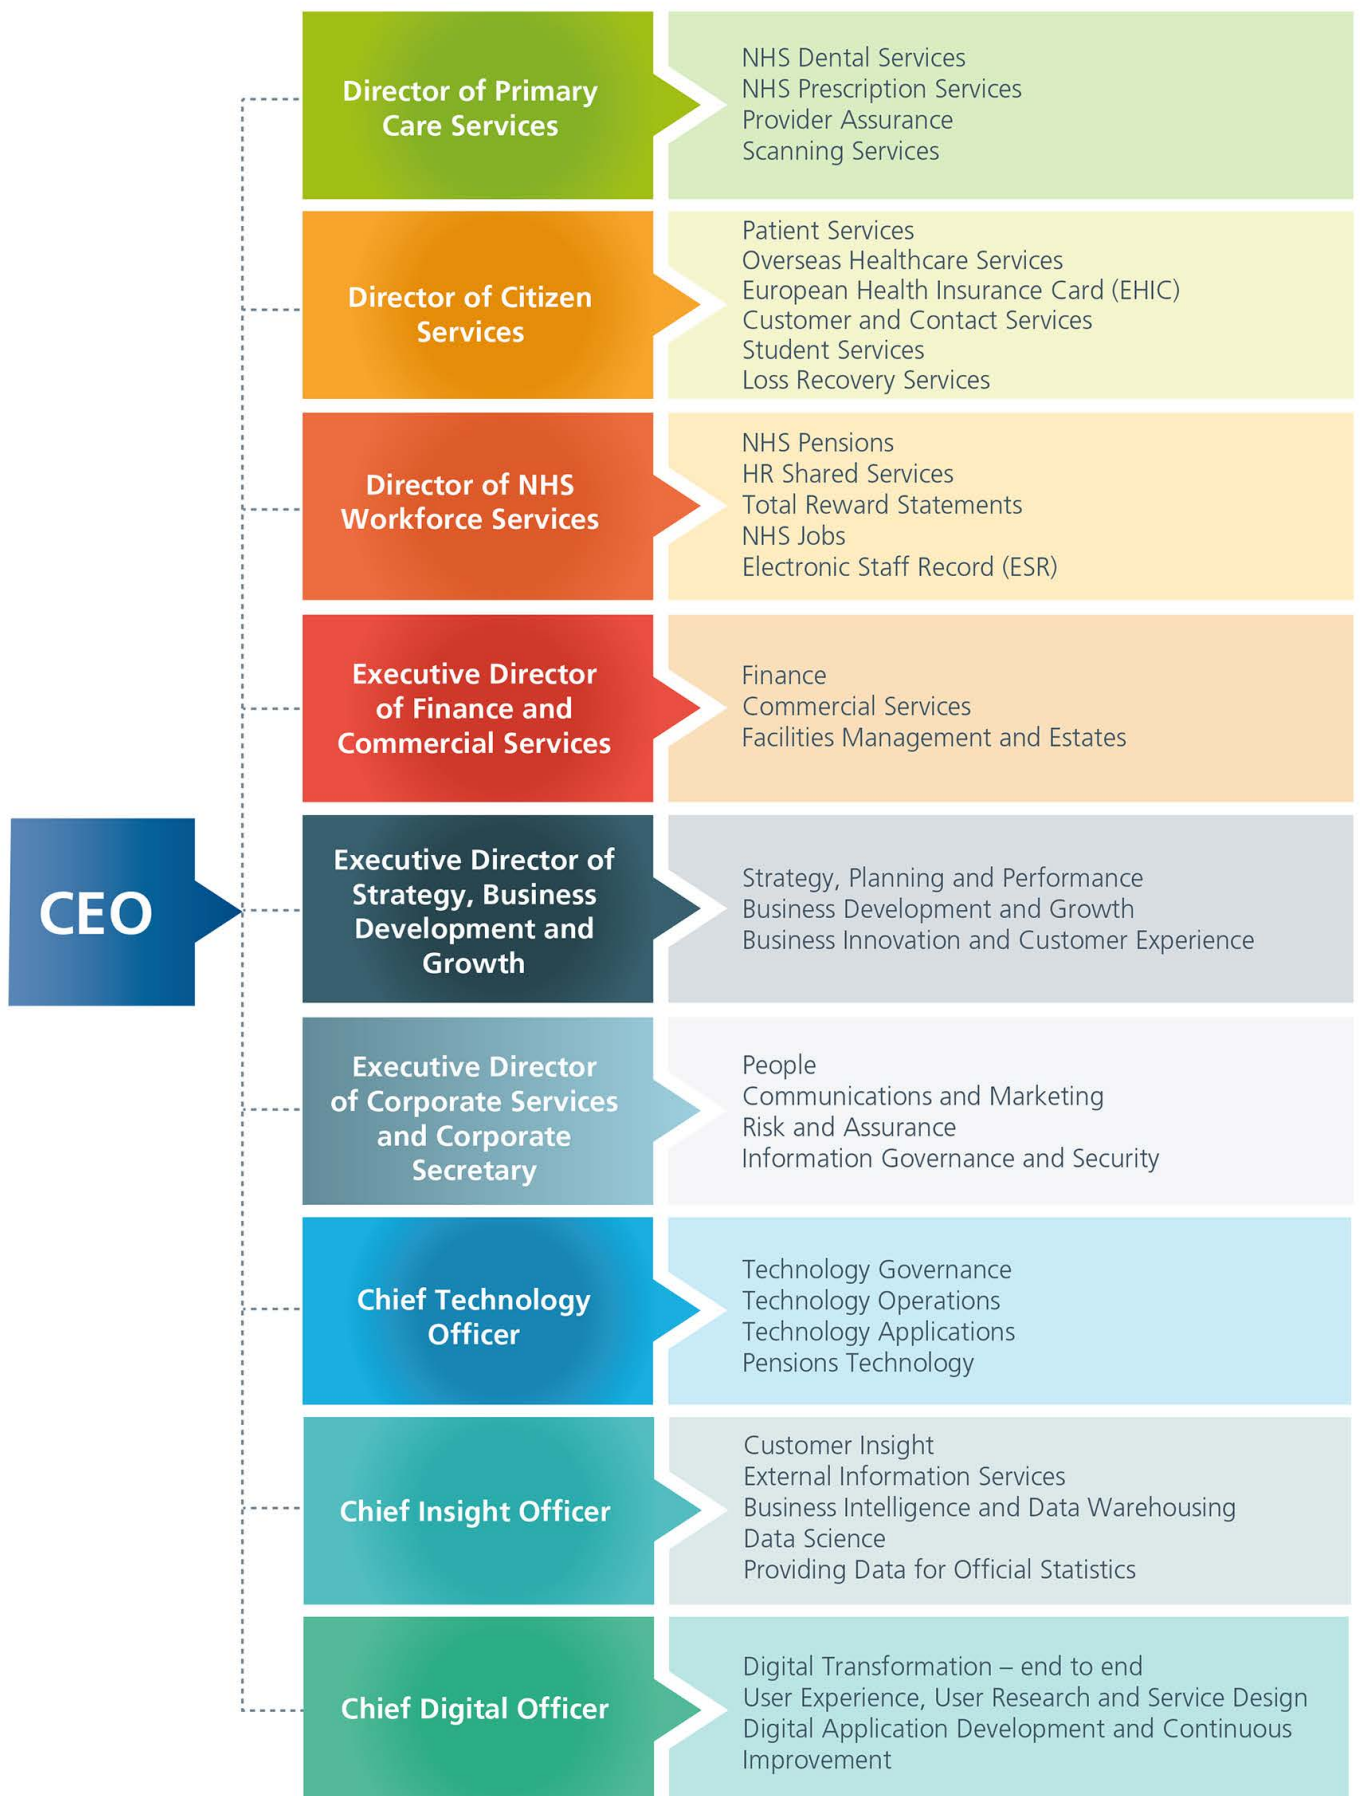 Director of Primary
Care Services
NHS Dental Services
NHS Prescription Services
Provider Assurance
Scanning Services
Director of Citizen
Services
Patient Services
Overseas Healthcare Services
European Health Insurance Card (EHIC)
Customer and Contact Services
Student Services
Loss Recovery Services
Director of NHS
Workforce Services
NHS Pensions
HR Shared Services
Total Reward Statements
NHS Jobs
Electronic Staff Record (ESR)
Executive Director
of Finance and
Commercial Services
Finance
Commercial Services
Facilities Management and Estates
CEO
Executive Director of
Strategy, Business
Development and
Growth
Strategy, Planning and Performance
Business Development and Growth
Business Innovation and Customer Experience
Executive Director
of Corporate Services
and Corporate
Secretary
People
Communications and Marketing
Risk and Assurance
Information Governance and Security
Chief Technology
Officer
Technology Governance
Technology Operations
Technology Applications
Pensions Technology
Chief Insight Officer
Customer Insight
External Information Services
Business Intelligence and Data Warehousing
Data Science
Providing Data for Official Statistics
Chief Digital Officer
Digital Transformation – end to end
User Experience, User Research and Service Design
Digital Application Development and Continuous
Improvement